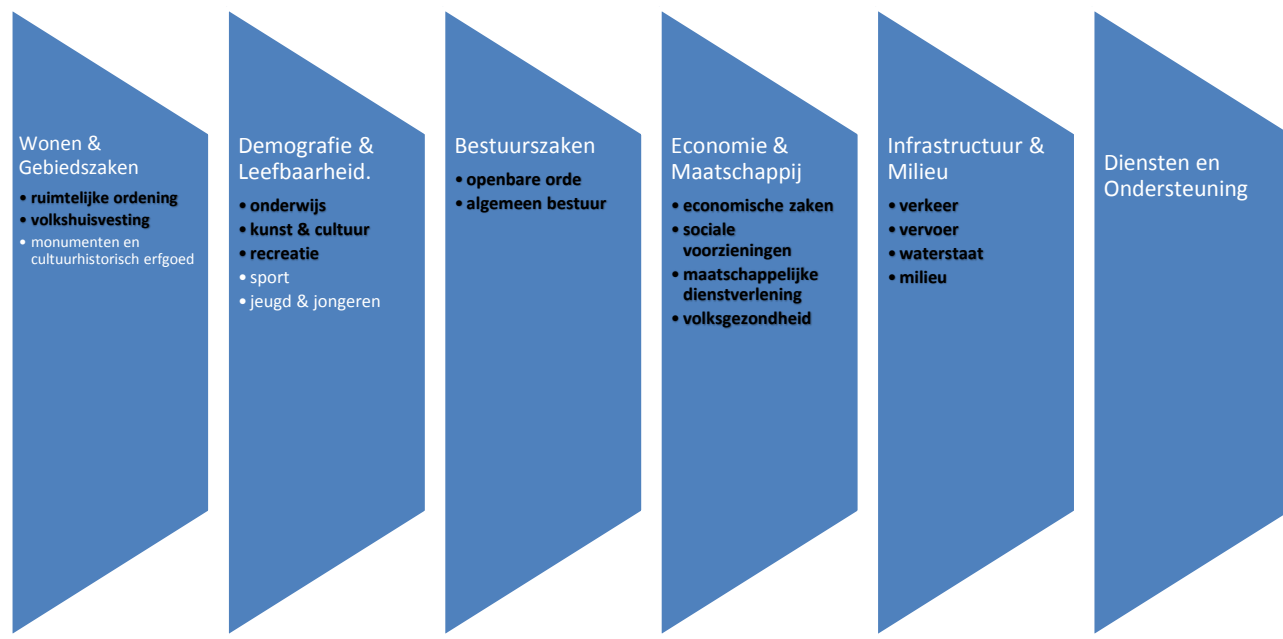 Wonen &
Gebiedszaken
• ruimtelijke ordening
• volkshuisvesting
• monumenten en
cultuurhistorisch erfgoed
Demografie &
Leefbaarheid.
• onderwijs
• kunst & cultuur
• recreatie
• sport
• jeugd & jongeren
Bestuurszaken
• openbare orde
• algemeen bestuur
Economie &
Maatschappij
• economische zaken
• sociale
voorzieningen
• maatschappelijke
dienstverlening
• volksgezondheid
Infrastructuur &
Milieu
• verkeer
• vervoer
• waterstaat
• milieu
Diensten en
Ondersteuning